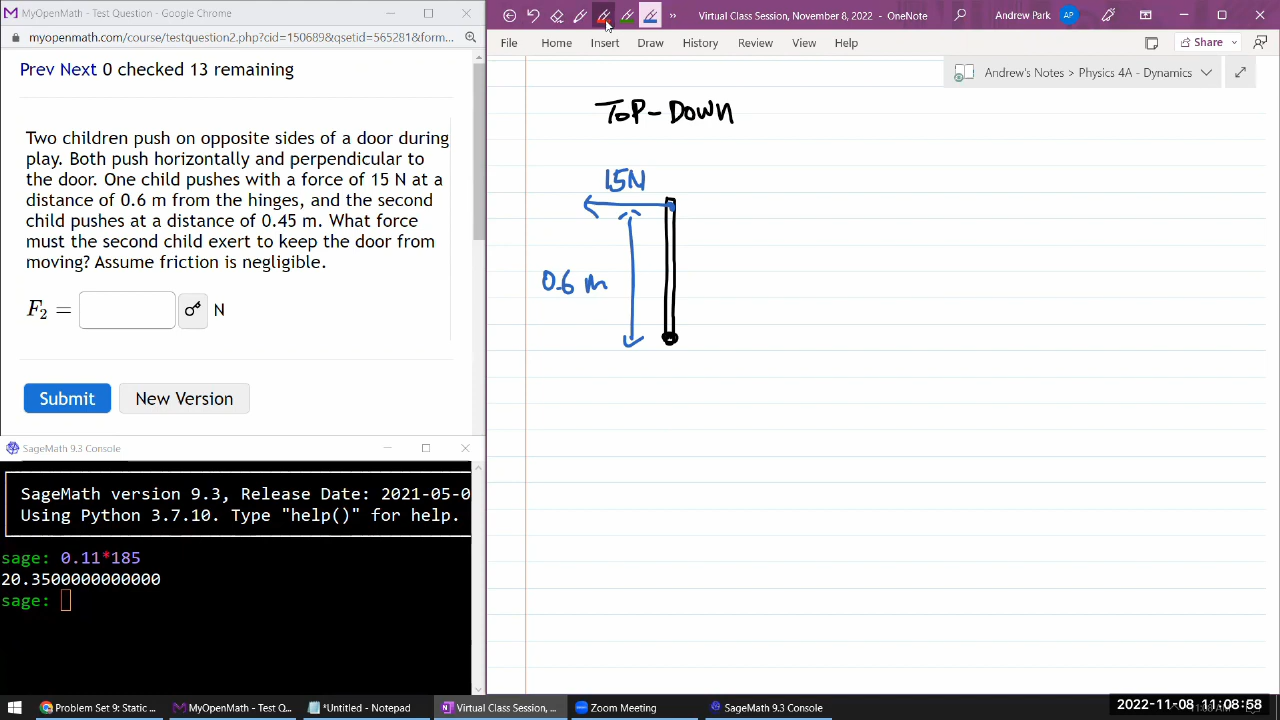 MyOpenMath - Test Question - Google Chrome
myopenmath.com/course/testquestion2.php?cid=150689&qsetid=565281&form...
Prev Next 0 checked 13 remaining
Two children push on opposite sides of a door during
play. Both push horizontally and perpendicular to
the door. One child pushes with a force of 15 N at a
distance of 0.6 m from the hinges, and the second
child pushes at a distance of 0.45 m. What force
must the second child exert to keep the door from
moving? Assume friction is negligible.
F₂ = N
Submit New Version
SageMath 9.3 Console
SageMath version 9.3, Release Date: 2021-05-0
Using Python 3.7.10. Type "help()" for help.
sage: 0.11*185
20.3500000000000
sage:
Virtual Class Session, November 8, 2022 - OneNote
Andrew Park AP
File Home Insert Draw History Review View Help
Share
Andrew's Notes > Physics 4A - Dynamics
TOP-DOWN
15N
0.6 m
Problem Set 9: Static ... MyOpenMath - Test Q... *Untitled - Notepad Virtual Class Session, ... Zoom Meeting SageMath 9.3 Console
2022-11-08 11:08:58